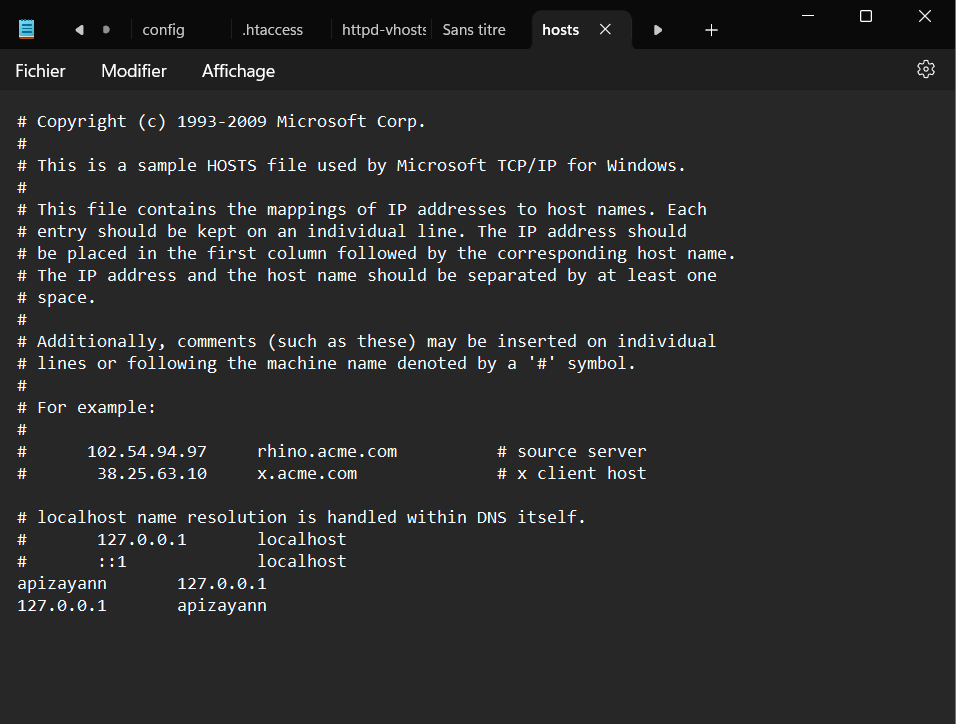 config .htaccess httpd-vhosts Sans titre hosts
Fichier Modifier Affichage
# Copyright (c) 1993-2009 Microsoft Corp.
#
# This is a sample HOSTS file used by Microsoft TCP/IP for Windows.
#
# This file contains the mappings of IP addresses to host names. Each
# entry should be kept on an individual line. The IP address should
# be placed in the first column followed by the corresponding host name.
# The IP address and the host name should be separated by at least one
# space.
#
# Additionally, comments (such as these) may be inserted on individual
# lines or following the machine name denoted by a '#' symbol.
#
# For example:
#
#      102.54.94.97     rhino.acme.com          # source server
#       38.25.63.10     x.acme.com              # x client host

# localhost name resolution is handled within DNS itself.
#       127.0.0.1       localhost
#       ::1             localhost
apizayann       127.0.0.1
127.0.0.1       apizayann